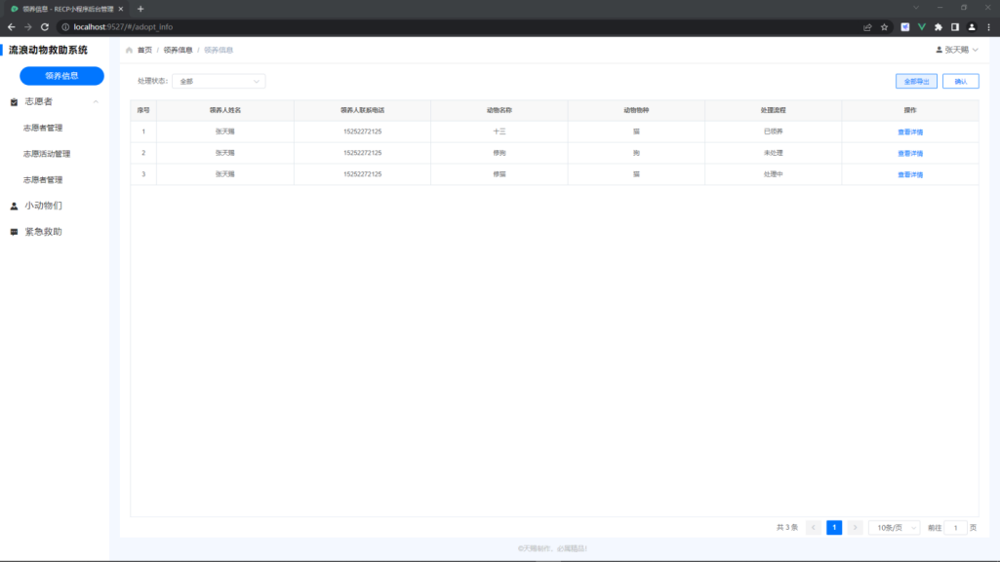 领养信息 - RECP小程序后台管理
localhost:9527/#/adopt_info
流浪动物救助系统
首页 / 领养信息 / 领养信息
张天赐
领养信息
处理状态: 全部
全部导出 确认
志愿者
志愿者管理
志愿活动管理
志愿者管理
小动物们
紧急救助
序号 领养人姓名 领养人联系电话 动物名称 动物物种 处理流程 操作
1 张天赐 15252272125 十三 猫 已领养 查看详情
2 张天赐 15252272125 修狗 狗 未处理 查看详情
3 张天赐 15252272125 修猫 猫 处理中 查看详情
共 3 条 1 10条/页 前往 1 页
©天赐制作, 必属精品!